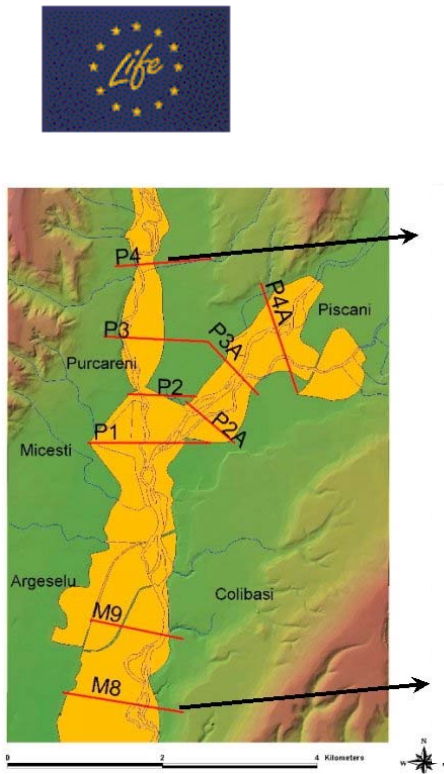 Life
P4
P4A
Piscani
P3
P3A
Purcareni
P2
P2A
P1
Micesti
Argeselu
Colibasi
M9
M8
0 2 4 Kilometers
N
W E
S